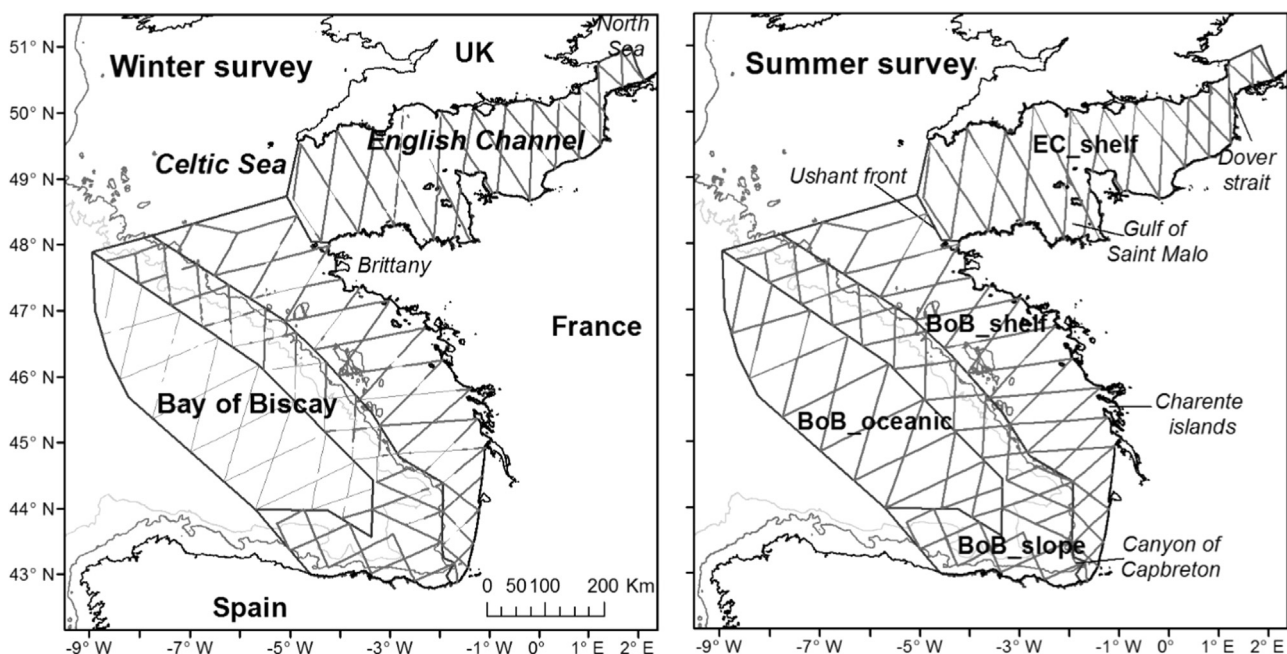 Winter survey
UK
North
Sea
English Channel
Celtic Sea
Brittany
France
Bay of Biscay
Spain
0 50 100 200 Km
51° N
50° N
49° N
48° N
47° N
46° N
45° N
44° N
43° N
-9° W -7° W -5° W -4° W -3° W -1° W 0° 1° E 2° E
Summer survey
EC_shelf
Ushant front
Dover
strait
Gulf of
Saint Malo
BoB_shelf
BoB_oceanic
Charente
islands
BoB_slope
Canyon of
Capbreton
-9° W -7° W -5° W -4° W -3° W -1° W 0° 1° E 2° E